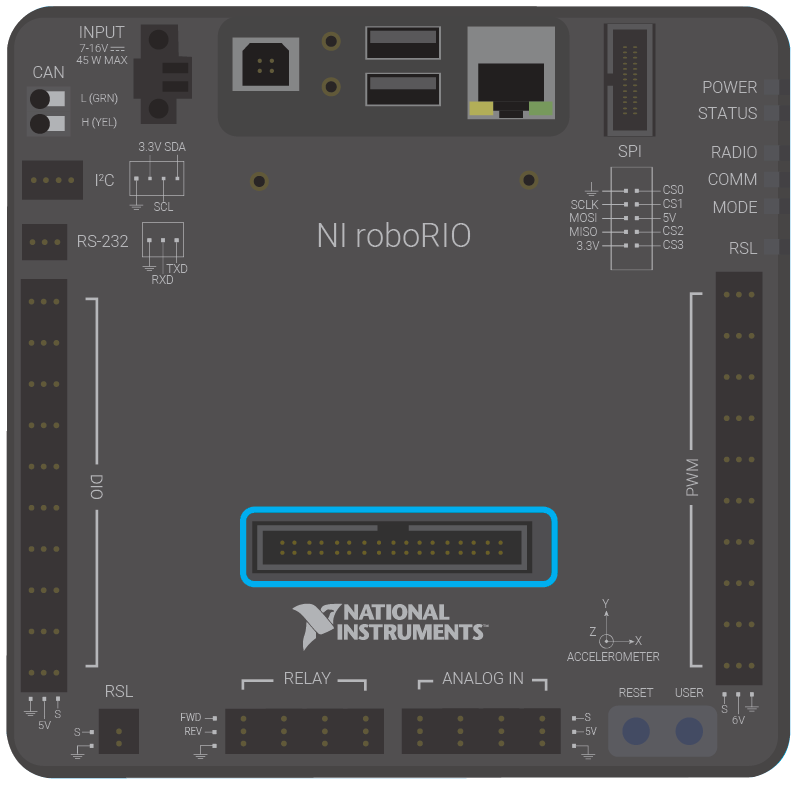 INPUT
7-16V
45 W MAX
CAN
L (GRN)
H (YEL)
3.3V SDA
I²C
SCL
RS-232
TXD
RXD
SPI
CS0
SCLK
CS1
MOSI
5V
MISO
CS2
3.3V
CS3
POWER
STATUS
RADIO
COMM
MODE
RSL
NI roboRIO
DIO
PWM
NATIONAL
INSTRUMENTS™
Y
Z
X
ACCELEROMETER
S
5V
RSL
S
RELAY
FWD
REV
ANALOG IN
S
5V
RESET
USER
S
6V